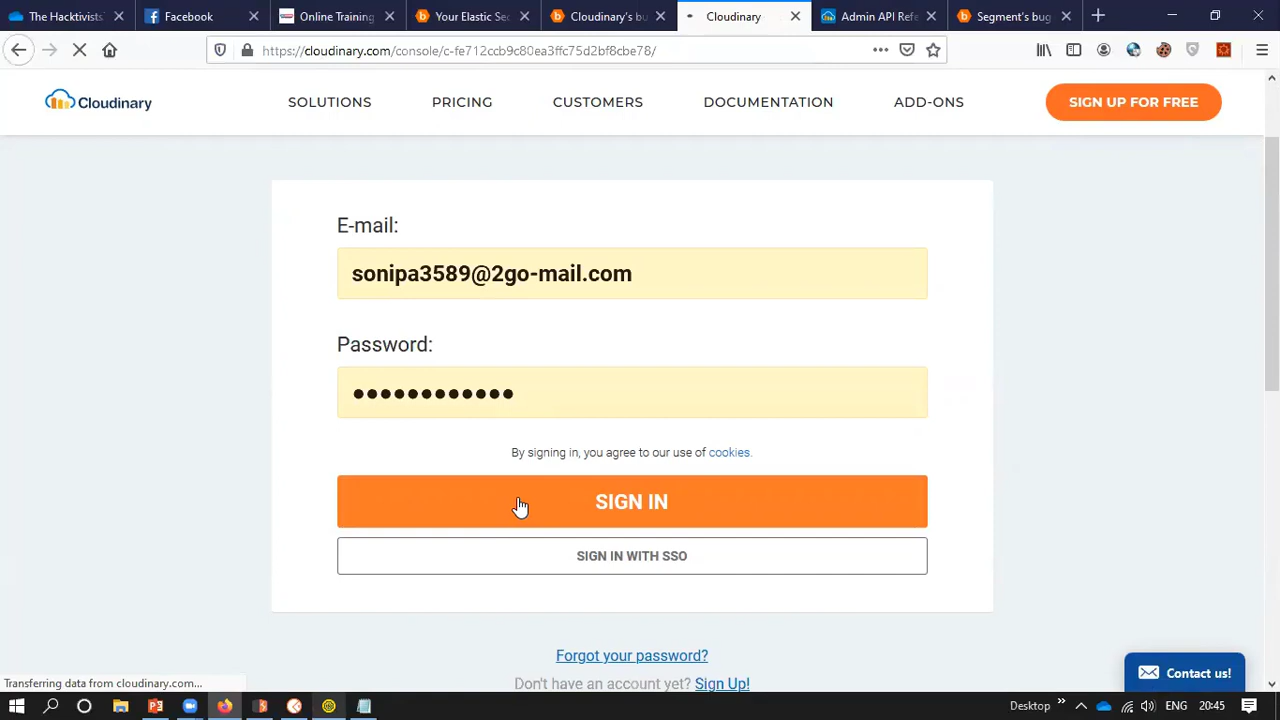 The Hacktivists
Facebook
Online Training
Your Elastic Sec
Cloudinary's bu
Cloudinary
Admin API Refe
Segment's bug
https://cloudinary.com/console/c-fe712ccb9c80ea3ffc75d2bf8cbe78/
Cloudinary
SOLUTIONS
PRICING
CUSTOMERS
DOCUMENTATION
ADD-ONS
SIGN UP FOR FREE
E-mail:
sonipa3589@2go-mail.com
Password:
By signing in, you agree to our use of cookies.
SIGN IN
SIGN IN WITH SSO
Forgot your password?
Don't have an account yet? Sign Up!
Contact us!
Transferring data from cloudinary.com...
Desktop
ENG
20:45